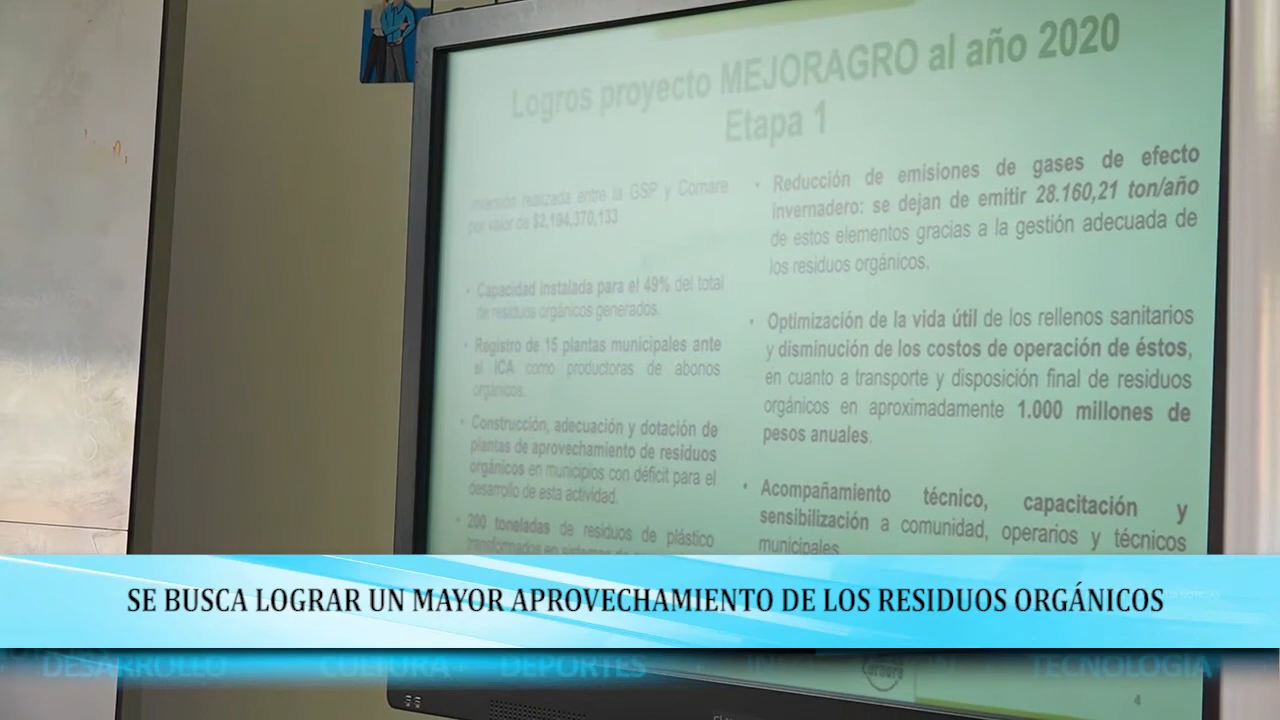 Logros proyecto MEJORAGRO al año 2020
Etapa 1
Inversión realizada entre la GSP y Cornare
por valor de $2,194,370,133
• Capacidad instalada para el 49% del total
de residuos orgánicos generados.
• Registro de 15 plantas municipales ante
el ICA como productoras de abonos
orgánicos.
• Construcción, adecuación y dotación de
plantas de aprovechamiento de residuos
orgánicos en municipios con déficit para el
desarrollo de esta actividad.
• 200 toneladas de residuos de plástico
transformados en
• Reducción de emisiones de gases de efecto
invernadero: se dejan de emitir 28.160,21 ton/año
de estos elementos gracias a la gestión adecuada de
los residuos orgánicos.
• Optimización de la vida útil de los rellenos sanitarios
y disminución de los costos de operación de éstos,
en cuanto a transporte y disposición final de residuos
orgánicos en aproximadamente 1.000 millones de
pesos anuales.
• Acompañamiento técnico, capacitación y
sensibilización a comunidad, operarios y técnicos
municipales
SE BUSCA LOGRAR UN MAYOR APROVECHAMIENTO DE LOS RESIDUOS ORGÁNICOS
DESARROLLO CULTURA DEPORTES TECNOLOGÍA
4